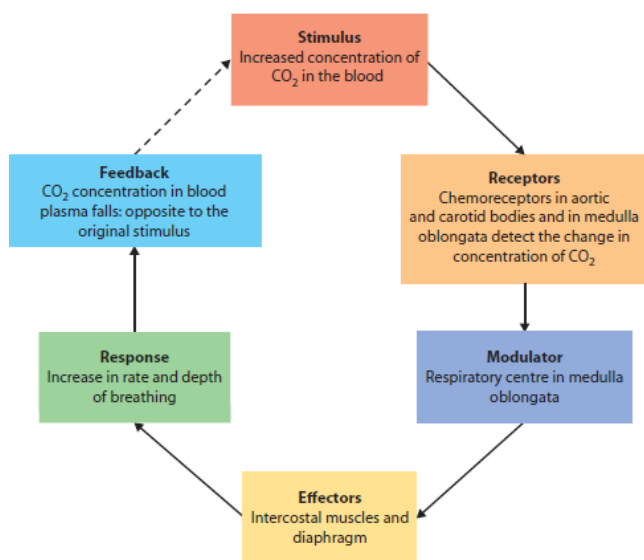 Stimulus
Increased concentration of
CO₂ in the blood
Receptors
Chemoreceptors in aortic
and carotid bodies and in medulla
oblongata detect the change in
concentration of CO₂
Modulator
Respiratory centre in medulla
oblongata
Effectors
Intercostal muscles and
diaphragm
Response
Increase in rate and depth
of breathing
Feedback
CO₂ concentration in blood
plasma falls: opposite to the
original stimulus